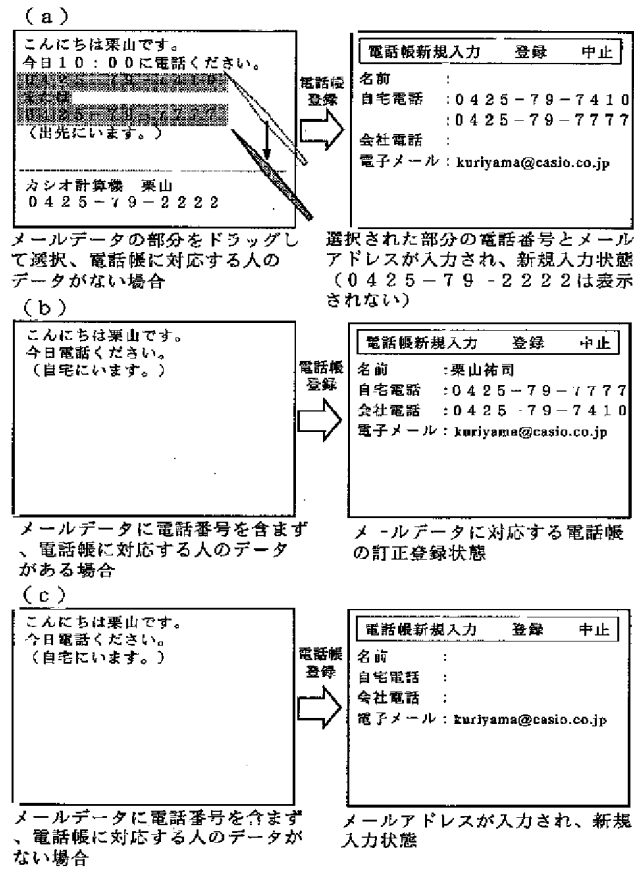 (a)
こんにちは栗山です。
今日10：00に電話ください。
(出先にいます。)
カシオ計算機　栗山
0425-79-2222
電話帳
登録
電話帳新規入力　登録　中止
名前　：
自宅電話　：0425-79-7410
：0425-79-7777
会社電話　：
電子メール：kuriyama@casio.co.jp
メールデータの部分をドラッグし
て選択、電話帳に対応する人の
データがない場合
選択された部分の電話番号とメール
アドレスが入力され、新規入力状態
(0425-79-2222は表示
されない)
(b)
こんにちは栗山です。
今日電話ください。
(自宅にいます。)
電話帳
登録
電話帳新規入力　登録　中止
名前　：栗山祐司
自宅電話　：0425-79-7777
会社電話　：0425-79-7410
電子メール：kuriyama@casio.co.jp
メールデータに電話番号を含まず
、電話帳に対応する人のデータ
がある場合
メールデータに対応する電話帳
の訂正登録状態
(c)
こんにちは栗山です。
今日電話ください。
(自宅にいます。)
電話帳
登録
電話帳新規入力　登録　中止
名前　：
自宅電話　：
会社電話　：
電子メール：kuriyama@casio.co.jp
メールデータに電話番号を含まず
、電話帳に対応する人のデータが
ない場合
メールアドレスが入力され、新規
入力状態